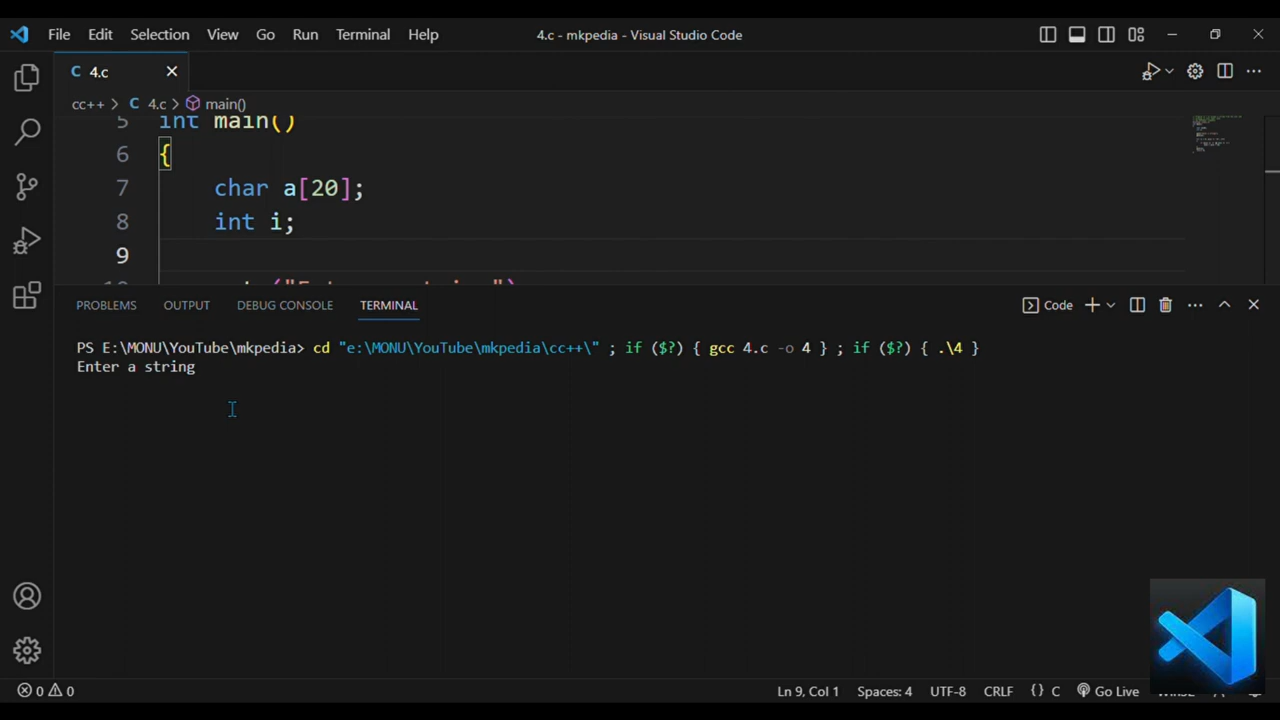 File Edit Selection View Go Run Terminal Help 4.c - mkpedia - Visual Studio Code
C 4.c
cc++ > C 4.c > main()
5 int main()
6 {
7 char a[20];
8 int i;
9
PROBLEMS OUTPUT DEBUG CONSOLE TERMINAL Code
PS E:\MONU\YouTube\mkpedia> cd "e:\MONU\YouTube\mkpedia\cc++\" ; if ($?) { gcc 4.c -o 4 } ; if ($?) { .\4 }
Enter a string
0 0 Ln 9, Col 1 Spaces: 4 UTF-8 CRLF {} C Go Live